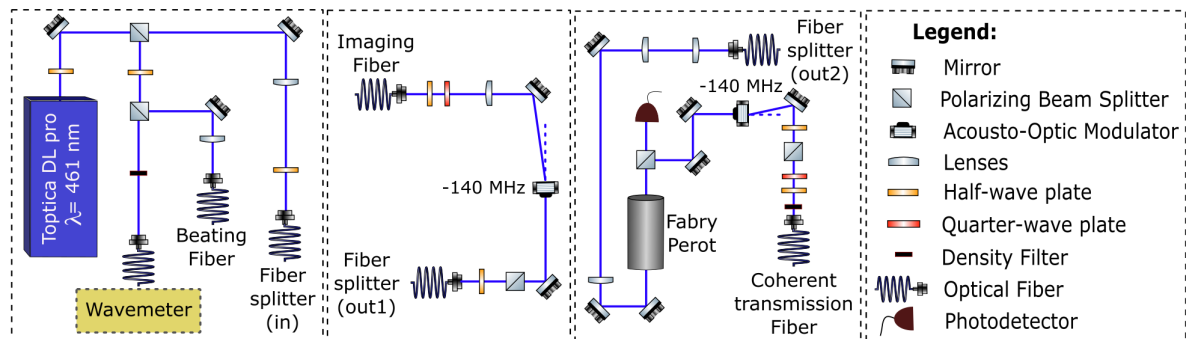 Toptica DL pro
λ= 461 nm
Wavemeter
Beating
Fiber
Fiber
splitter
(in)
Imaging
Fiber
-140 MHz
Fiber
splitter
(out1)
Fiber
splitter
(out2)
-140 MHz
Fabry
Perot
Coherent
transmission
Fiber
Legend:
Mirror
Polarizing Beam Splitter
Acousto-Optic Modulator
Lenses
Half-wave plate
Quarter-wave plate
Density Filter
Optical Fiber
Photodetector